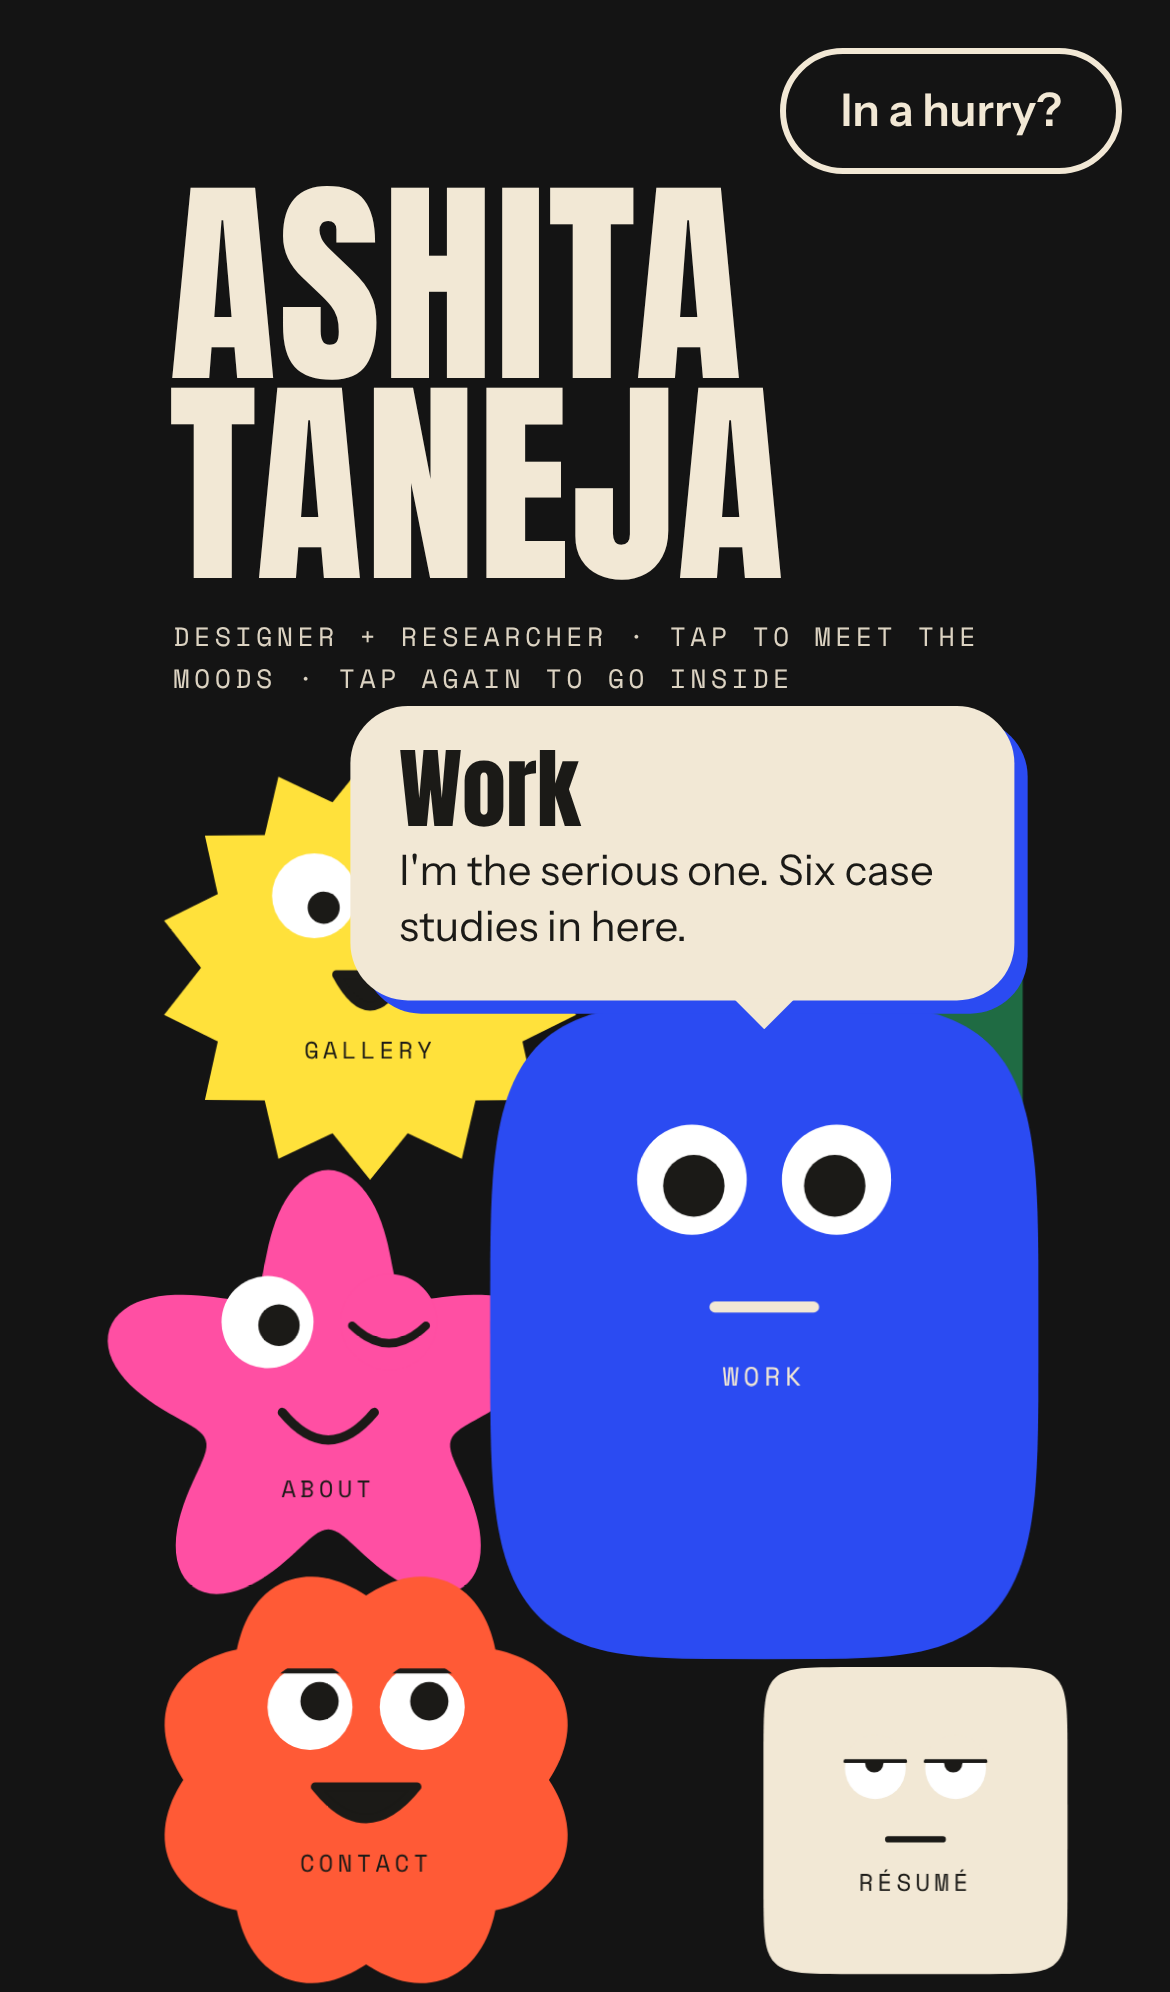 In a hurry?
ASHITA
TANEJA
DESIGNER + RESEARCHER · TAP TO MEET THE
MOODS · TAP AGAIN TO GO INSIDE
Work
I'm the serious one. Six case
studies in here.
GALLERY
WORK
ABOUT
CONTACT
RÉSUMÉ